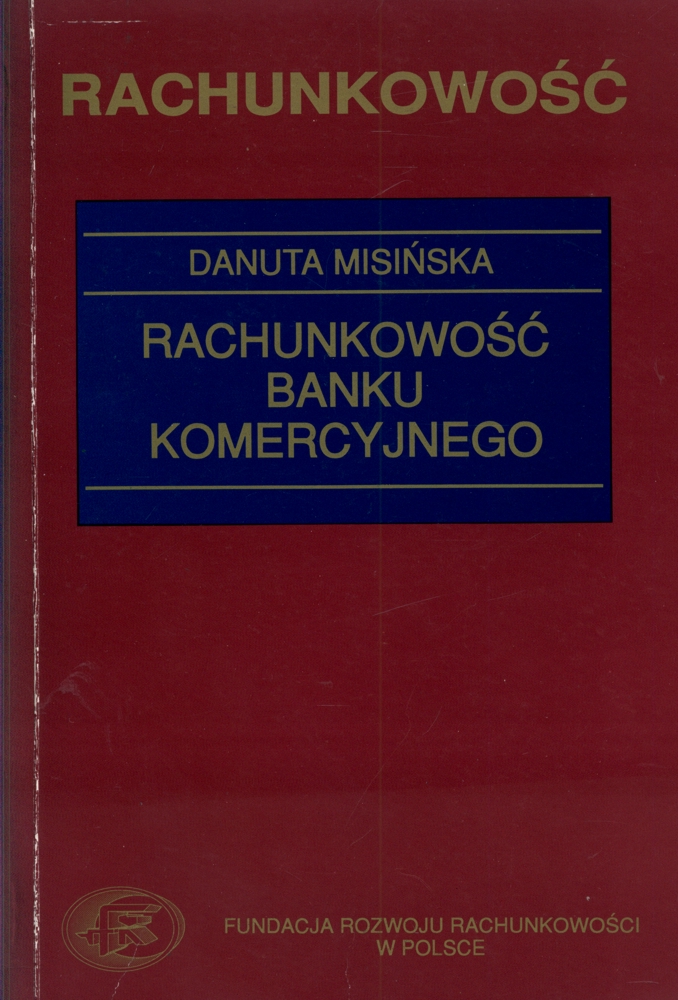 RACHUNKOWOŚĆ
DANUTA MISIŃSKA
RACHUNKOWOŚĆ
BANKU
KOMERCYJNEGO
FUNDACJA ROZWOJU RACHUNKOWOŚCI
W POLSCE